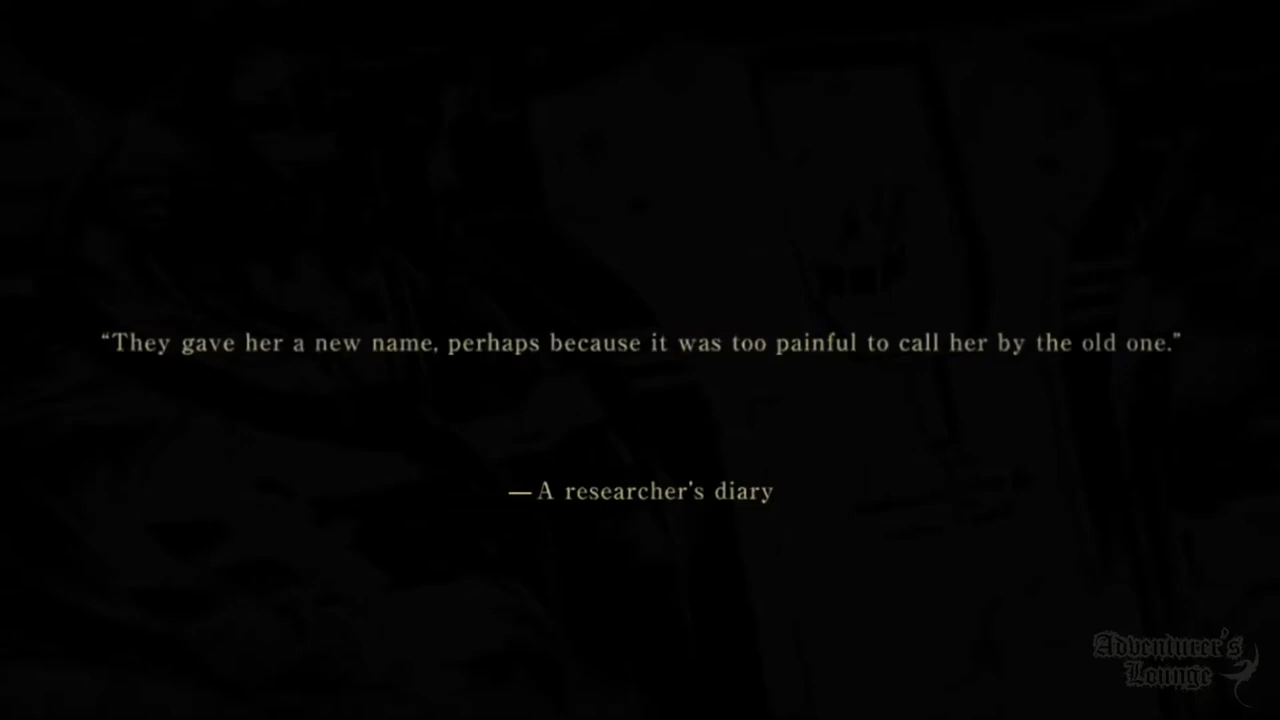 “They gave her a new name, perhaps because it was too painful to call her by the old one.”
—A researcher's diary
Adventurer's
Lounge